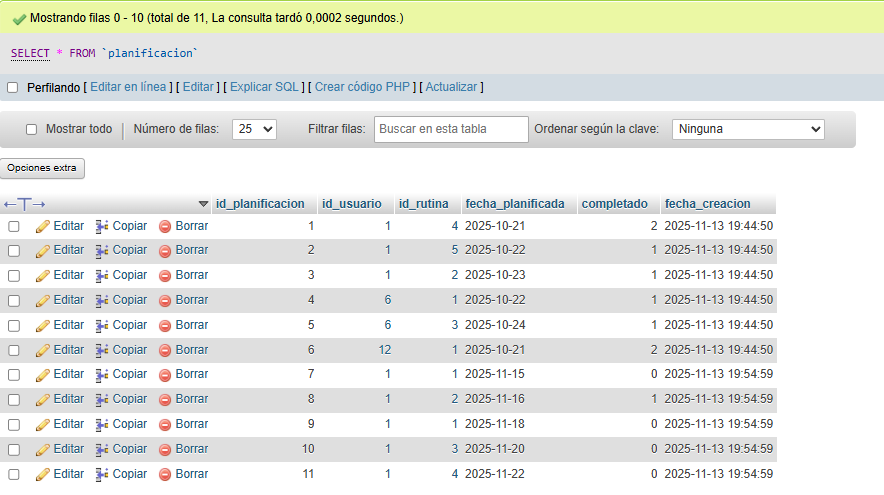 Mostrando filas 0 - 10 (total de 11, La consulta tardó 0,0002 segundos.)
SELECT * FROM `planificacion`
Perfilando [ Editar en línea ] [ Editar ] [ Explicar SQL ] [ Crear código PHP ] [ Actualizar ]
Mostrar todo | Número de filas: 25 Filtrar filas: Buscar en esta tabla Ordenar según la clave: Ninguna
Opciones extra
←T→ id_planificacion id_usuario id_rutina fecha_planificada completado fecha_creacion
Editar Copiar Borrar 1 1 4 2025-10-21 2 2025-11-13 19:44:50
Editar Copiar Borrar 2 1 5 2025-10-22 1 2025-11-13 19:44:50
Editar Copiar Borrar 3 1 2 2025-10-23 1 2025-11-13 19:44:50
Editar Copiar Borrar 4 6 1 2025-10-22 1 2025-11-13 19:44:50
Editar Copiar Borrar 5 6 3 2025-10-24 1 2025-11-13 19:44:50
Editar Copiar Borrar 6 12 1 2025-10-21 2 2025-11-13 19:44:50
Editar Copiar Borrar 7 1 1 2025-11-15 0 2025-11-13 19:54:59
Editar Copiar Borrar 8 1 2 2025-11-16 1 2025-11-13 19:54:59
Editar Copiar Borrar 9 1 1 2025-11-18 0 2025-11-13 19:54:59
Editar Copiar Borrar 10 1 3 2025-11-20 0 2025-11-13 19:54:59
Editar Copiar Borrar 11 1 4 2025-11-22 0 2025-11-13 19:54:59